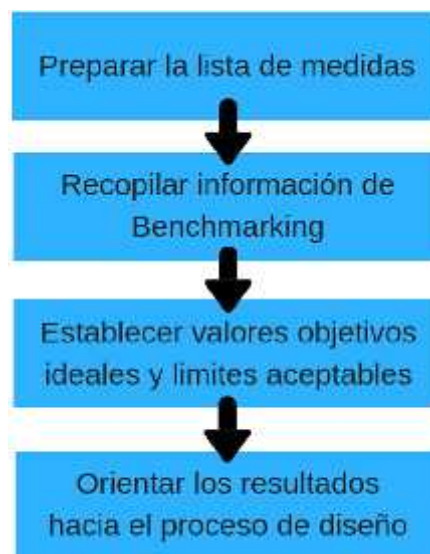 Preparar la lista de medidas
Recopilar información de
Benchmarking
Establecer valores objetivos
ideales y limites aceptables
Orientar los resultados
hacia el proceso de diseño